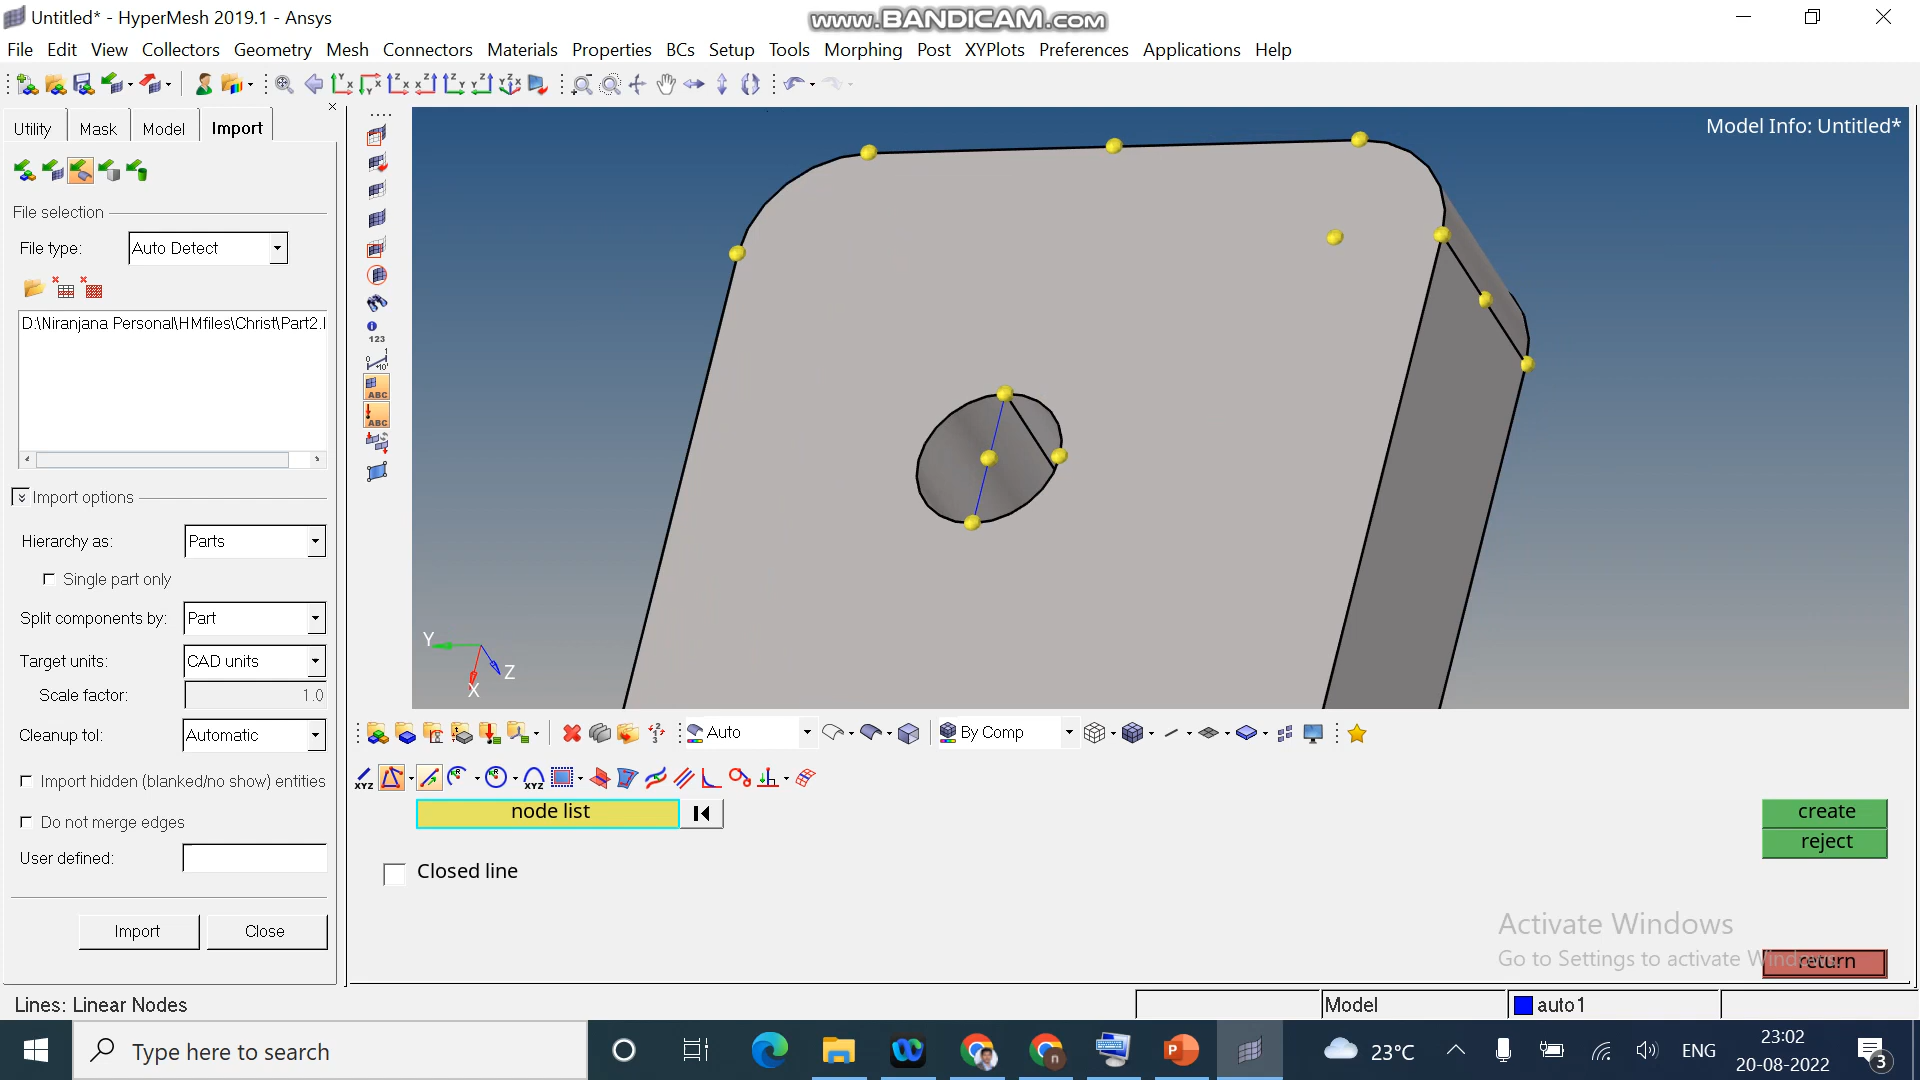 Untitled* - HyperMesh 2019.1 - Ansys
www.BANDICAM.com
File Edit View Collectors Geometry Mesh Connectors Materials Properties BCs Setup Tools Morphing Post XYPlots Preferences Applications Help
Utility Mask Model Import
Model Info: Untitled*
File selection
File type: Auto Detect
D:\Niranjana Personal\HMfiles\Christ\Part2.
Import options
Hierarchy as: Parts
Single part only
Split components by: Part
Target units: CAD units
Scale factor: 1.0
Cleanup tol: Automatic
Import hidden (blanked/no show) entities
Do not merge edges
User defined:
Import Close
123
ABC
ABC
Y
Z
X
Auto
By Comp
XYZ
XYZ
node list
create
reject
Closed line
Activate Windows
Go to Settings to activate Windows.
return
Lines: Linear Nodes
Model
auto1
Type here to search
23°C
ENG
23:02
20-08-2022
3